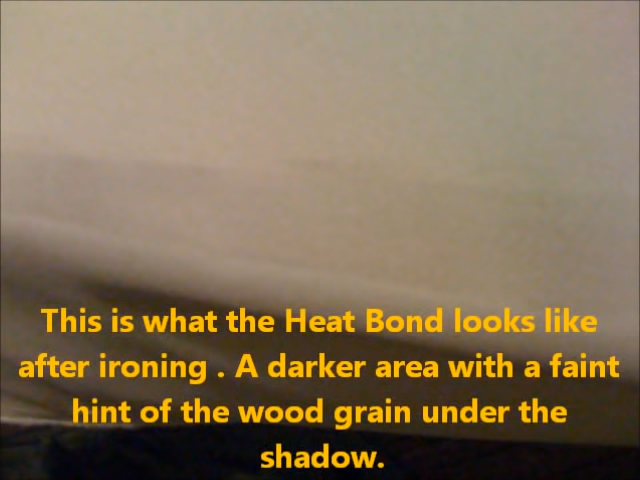 This is what the Heat Bond looks like
after ironing . A darker area with a faint
hint of the wood grain under the
shadow.